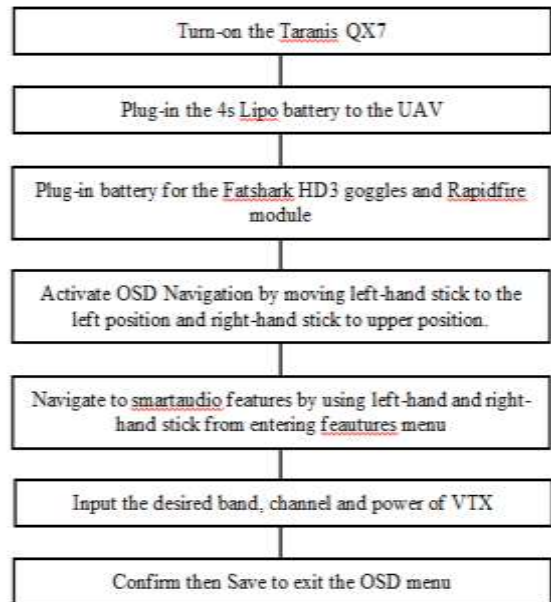 Turn-on the Taranis QX7
Plug-in the 4s Lipo battery to the UAV
Plug-in battery for the Fatshark HD3 goggles and Rapidfire
module
Activate OSD Navigation by moving left-hand stick to the
left position and right-hand stick to upper position.
Navigate to smartaudio features by using left-hand and right-
hand stick from entering feautures menu
Input the desired band, channel and power of VTX
Confirm then Save to exit the OSD menu